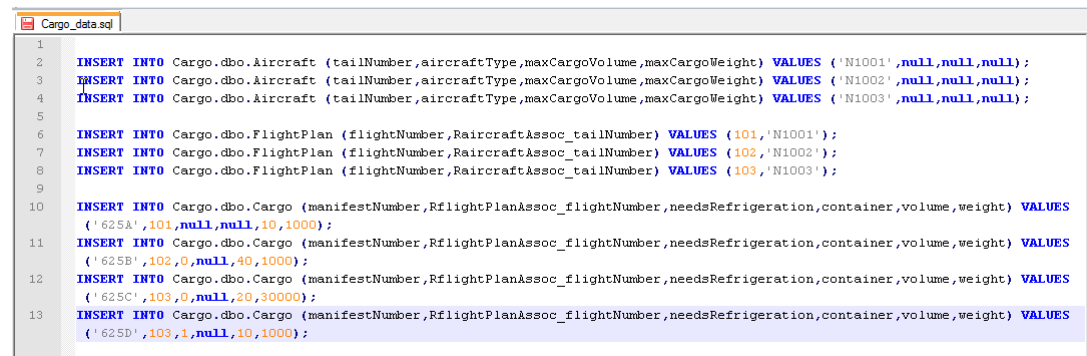 Cargo_data.sql
1
2 INSERT INTO Cargo.dbo.Aircraft (tailNumber,aircraftType,maxCargoVolume,maxCargoWeight) VALUES ('N1001',null,null,null);
3 INSERT INTO Cargo.dbo.Aircraft (tailNumber,aircraftType,maxCargoVolume,maxCargoWeight) VALUES ('N1002',null,null,null);
4 INSERT INTO Cargo.dbo.Aircraft (tailNumber,aircraftType,maxCargoVolume,maxCargoWeight) VALUES ('N1003',null,null,null);
5
6 INSERT INTO Cargo.dbo.FlightPlan (flightNumber,RaircraftAssoc_tailNumber) VALUES (101,'N1001');
7 INSERT INTO Cargo.dbo.FlightPlan (flightNumber,RaircraftAssoc_tailNumber) VALUES (102,'N1002');
8 INSERT INTO Cargo.dbo.FlightPlan (flightNumber,RaircraftAssoc_tailNumber) VALUES (103,'N1003');
9
10 INSERT INTO Cargo.dbo.Cargo (manifestNumber,RflightPlanAssoc_flightNumber,needsRefrigeration,container,volume,weight) VALUES
('625A',101,null,null,10,1000);
11 INSERT INTO Cargo.dbo.Cargo (manifestNumber,RflightPlanAssoc_flightNumber,needsRefrigeration,container,volume,weight) VALUES
('625B',102,0,null,40,1000);
12 INSERT INTO Cargo.dbo.Cargo (manifestNumber,RflightPlanAssoc_flightNumber,needsRefrigeration,container,volume,weight) VALUES
('625C',103,0,null,20,30000);
13 INSERT INTO Cargo.dbo.Cargo (manifestNumber,RflightPlanAssoc_flightNumber,needsRefrigeration,container,volume,weight) VALUES
('625D',103,1,null,10,1000);